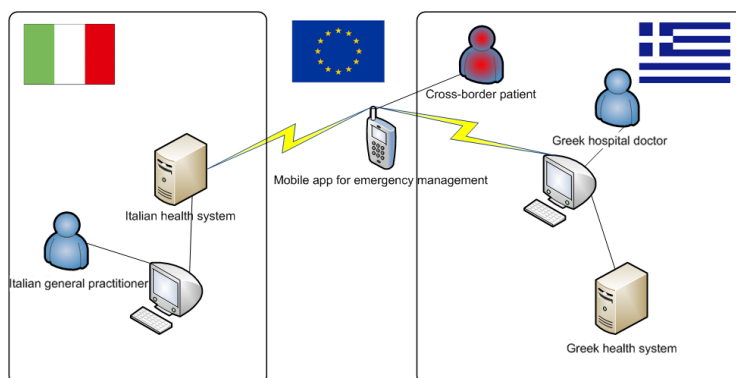 Cross-border patient
Greek hospital doctor
Mobile app for emergency management
Italian health system
Italian general practitioner
Greek health system